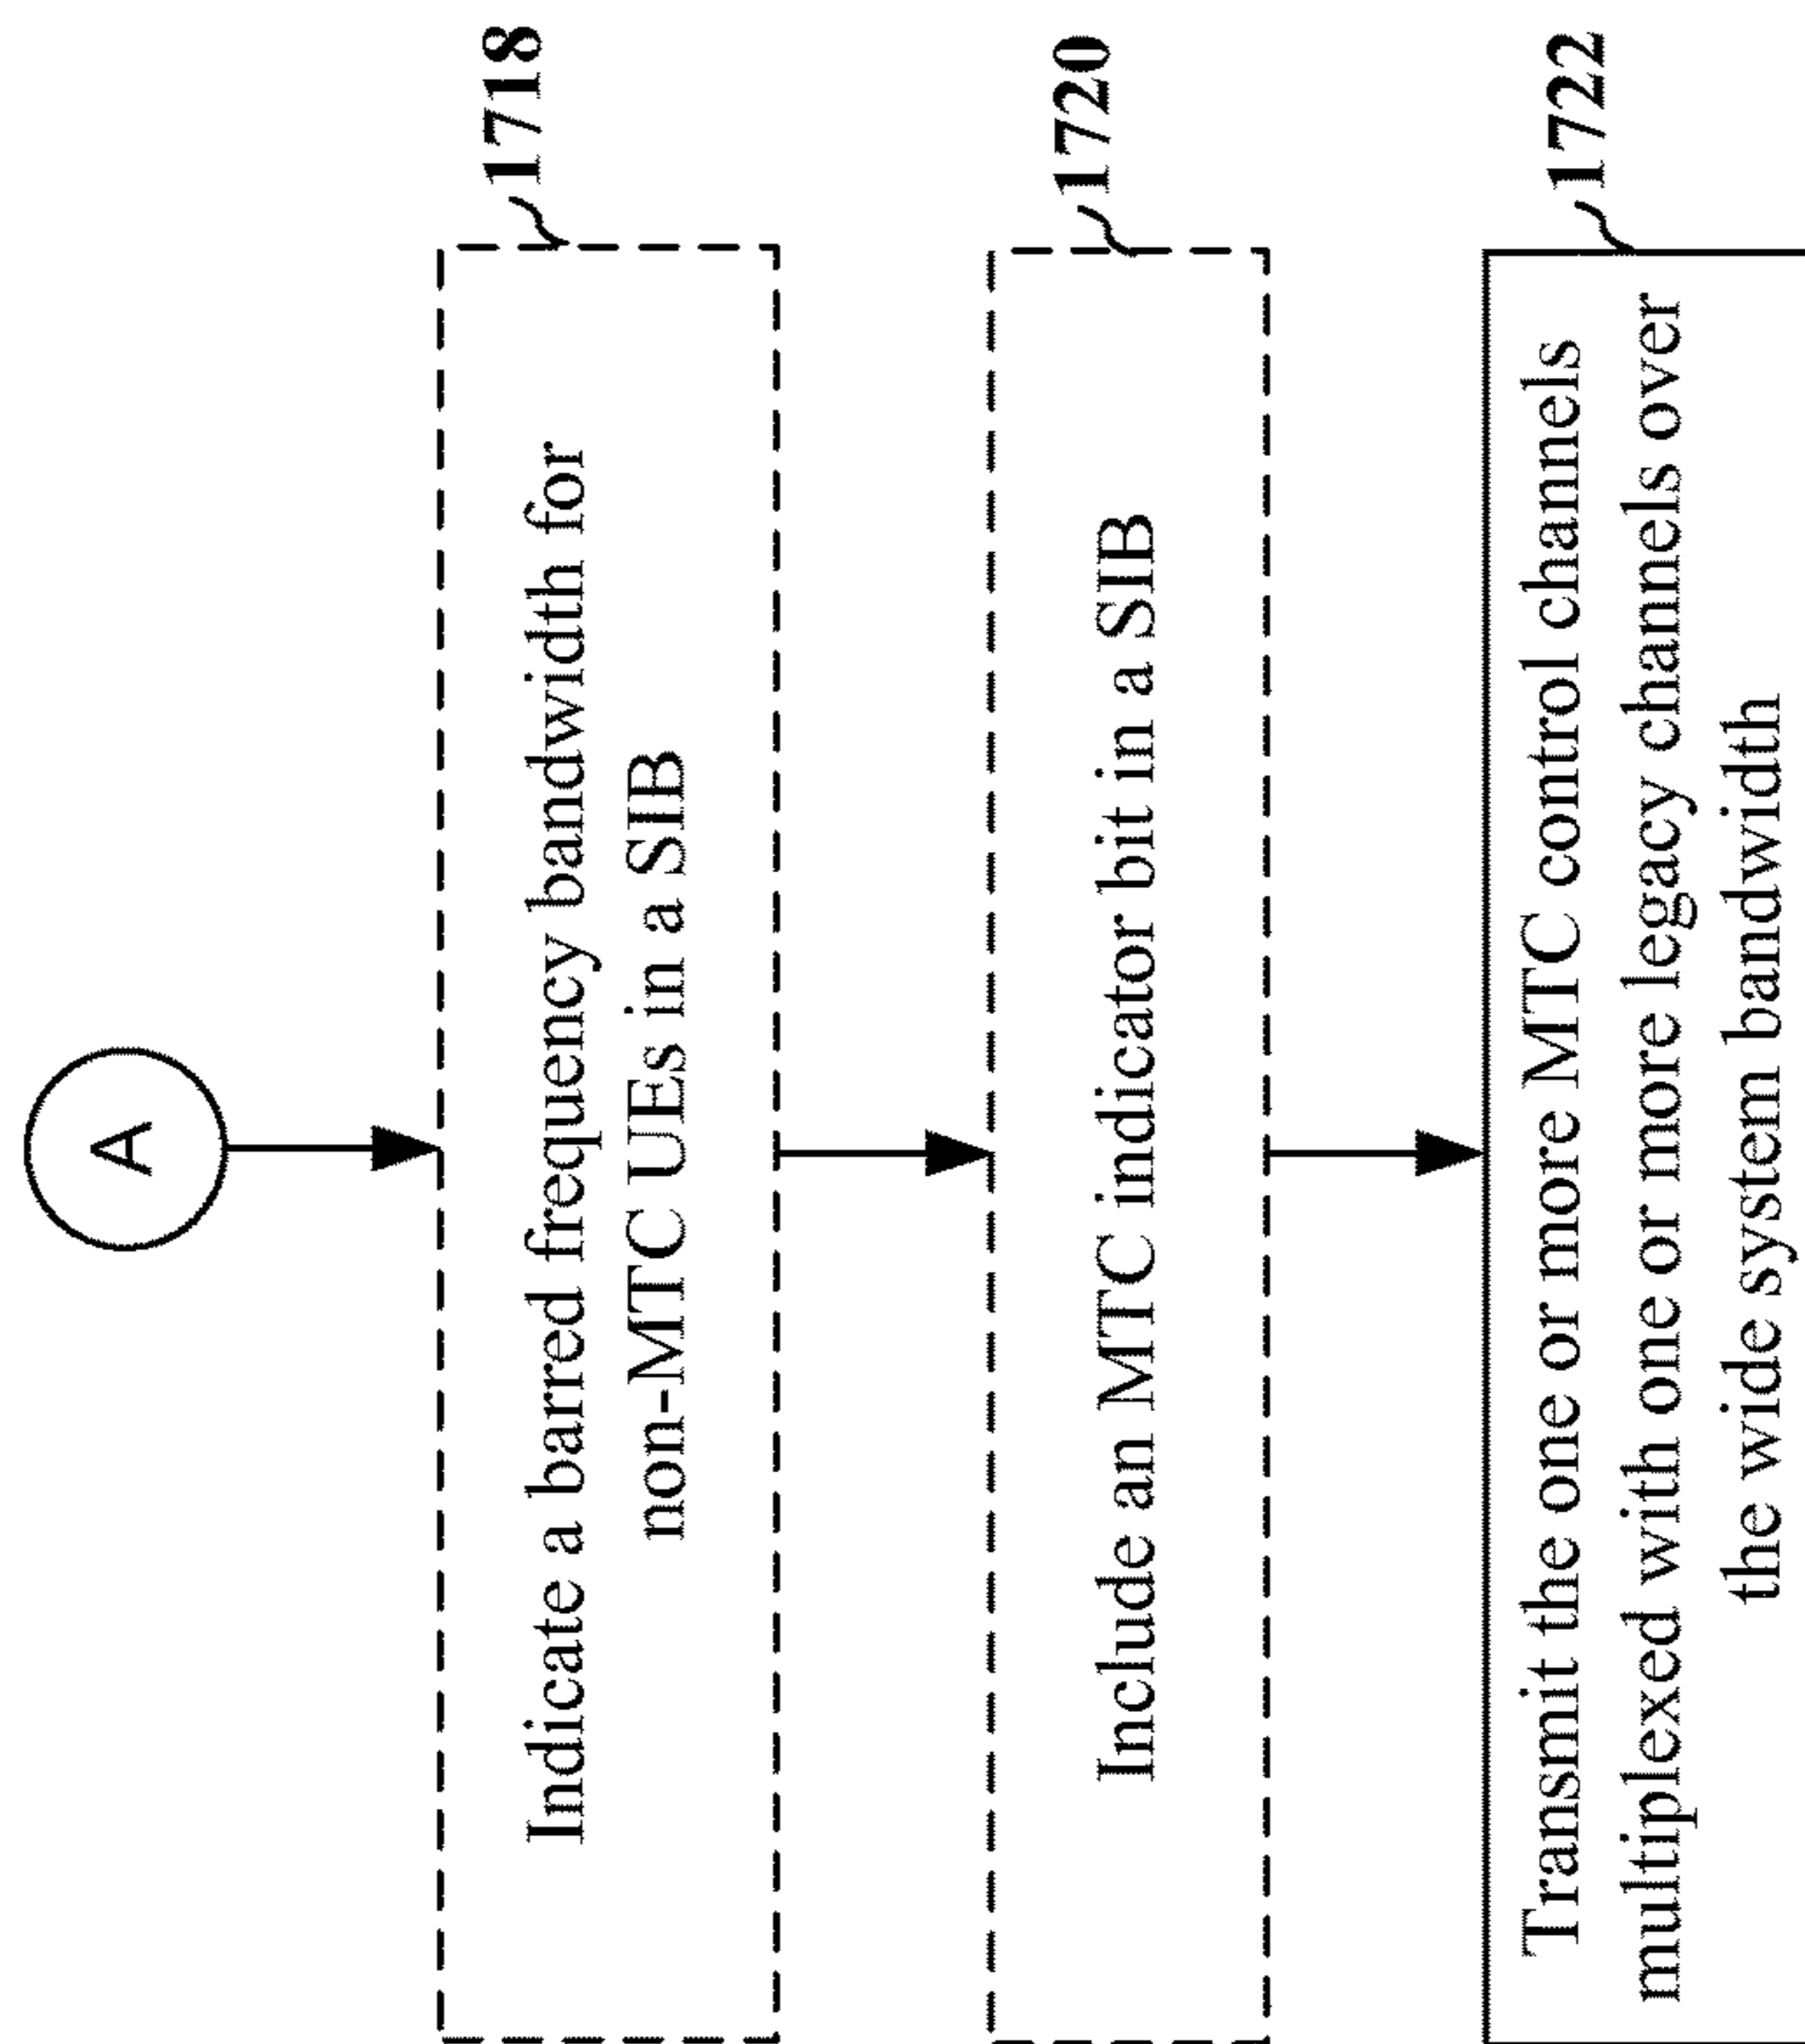 A
1718
Indicate a barred frequency bandwidth for
non-MTC UEs in a SIB
1720
Include an MTC indicator bit in a SIB
1722
Transmit the one or more MTC control channels
multiplexed with one or more legacy channels over
the wide system bandwidth